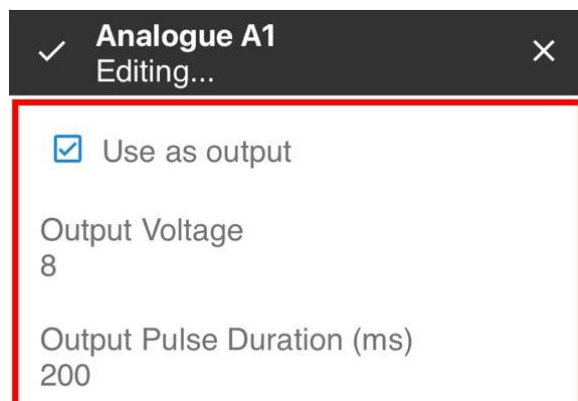 Analogue A1
Editing...
Use as output
Output Voltage
8
Output Pulse Duration (ms)
200